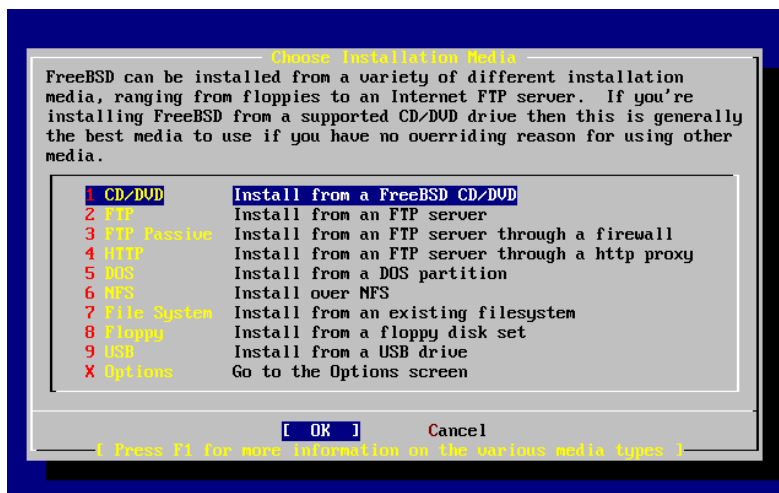 Choose Installation Media
FreeBSD can be installed from a variety of different installation
media, ranging from floppies to an Internet FTP server.  If you're
installing FreeBSD from a supported CD/DVD drive then this is generally
the best media to use if you have no overriding reason for using other
media.
1 CD/DVD Install from a FreeBSD CD/DVD
2 FTP Install from an FTP server
3 FTP Passive Install from an FTP server through a firewall
4 HTTP Install from an FTP server through a http proxy
5 DOS Install from a DOS partition
6 NFS Install over NFS
7 File System Install from an existing filesystem
8 Floppy Install from a floppy disk set
9 USB Install from a USB drive
X Options Go to the Options screen
[ OK ] Cancel
[ Press F1 for more information on the various media types ]